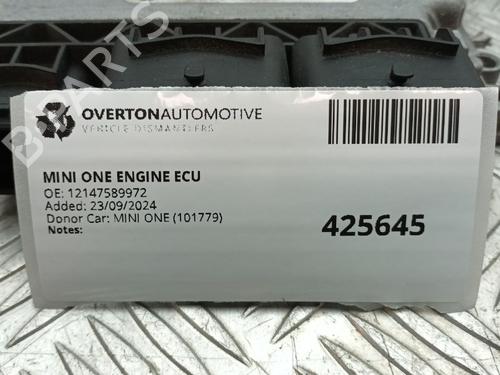 OVERTONAUTOMOTIVE
VEHICLE DISMANTLERS
MINI ONE ENGINE ECU
OE: 12147589972
Added: 23/09/2024
Donor Car: MINI ONE (101779)
Notes:
425645
B-PARTS